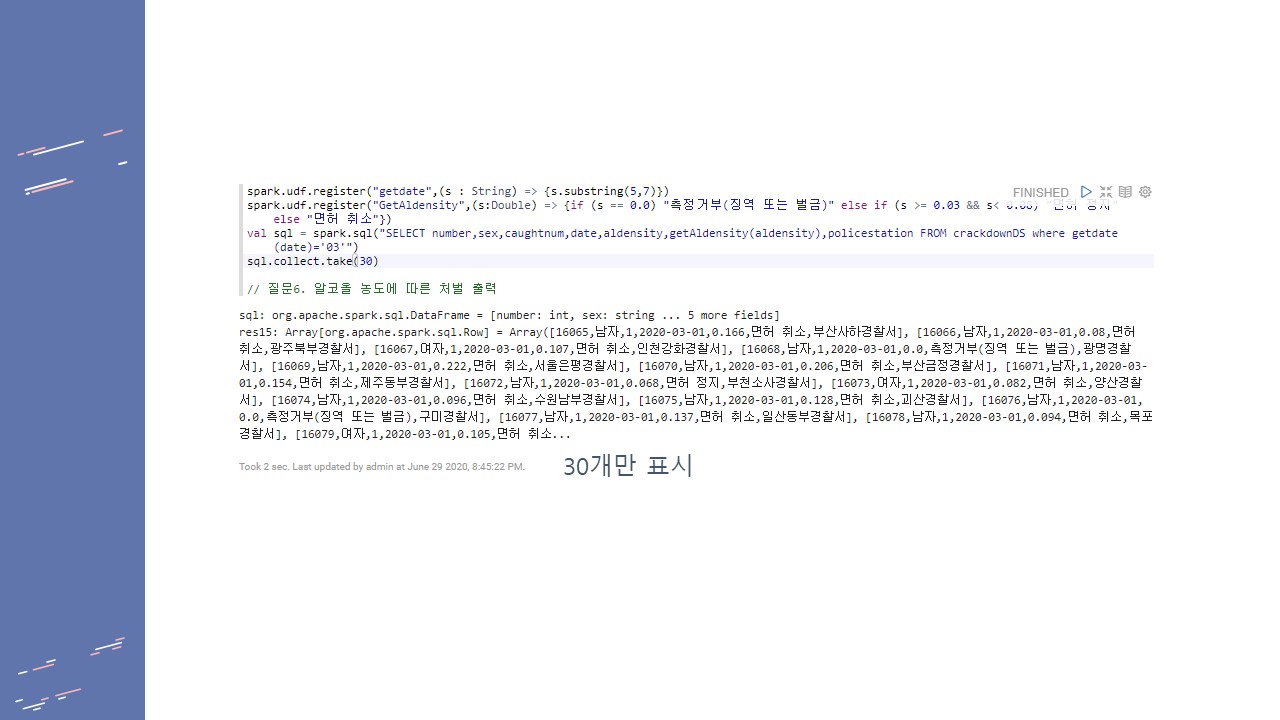 spark.udf.register("getdate",(s : String) => {s.substring(5,7)})
FINISHED
spark.udf.register("GetAldensity",(s:Double) => {if (s == 0.0) "측정거부(징역 또는 벌금)" else if (s >= 0.03 && s<
else "면허 취소"})
val sql = spark.sql("SELECT number,sex,caughtnum,date,aldensity,getAldensity(aldensity),policestation FROM crackdownDS where getdate
(date)='03'")
sql.collect.take(30)
// 질문6. 알코올 농도에 따른 처벌 출력
sql: org.apache.spark.sql.DataFrame = [number: int, sex: string ... 5 more fields]
res15: Array[org.apache.spark.sql.Row] = Array([16065,남자,1,2020-03-01,0.166,면허 취소,부산사하경찰서], [16066,남자,1,2020-03-01,0.08,면허
취소,광주북부경찰서], [16067,여자,1,2020-03-01,0.107,면허 취소,인천강화경찰서], [16068,남자,1,2020-03-01,0.0,측정거부(징역 또는 벌금),광명경찰
서], [16069,남자,1,2020-03-01,0.222,면허 취소,서울은평경찰서], [16070,남자,1,2020-03-01,0.206,면허 취소,부산금정경찰서], [16071,남자,1,2020-03-
01,0.154,면허 취소,제주동부경찰서], [16072,남자,1,2020-03-01,0.068,면허 정지,부천소사경찰서], [16073,여자,1,2020-03-01,0.082,면허 취소,양산경찰
서], [16074,남자,1,2020-03-01,0.096,면허 취소,수원남부경찰서], [16075,남자,1,2020-03-01,0.128,면허 취소,괴산경찰서], [16076,남자,1,2020-03-01,
0.0,측정거부(징역 또는 벌금),구미경찰서], [16077,남자,1,2020-03-01,0.137,면허 취소,일산동부경찰서], [16078,남자,1,2020-03-01,0.094,면허 취소,목포
경찰서], [16079,여자,1,2020-03-01,0.105,면허 취소...
Took 2 sec. Last updated by admin at June 29 2020, 8:45:22 PM.
30개만 표시